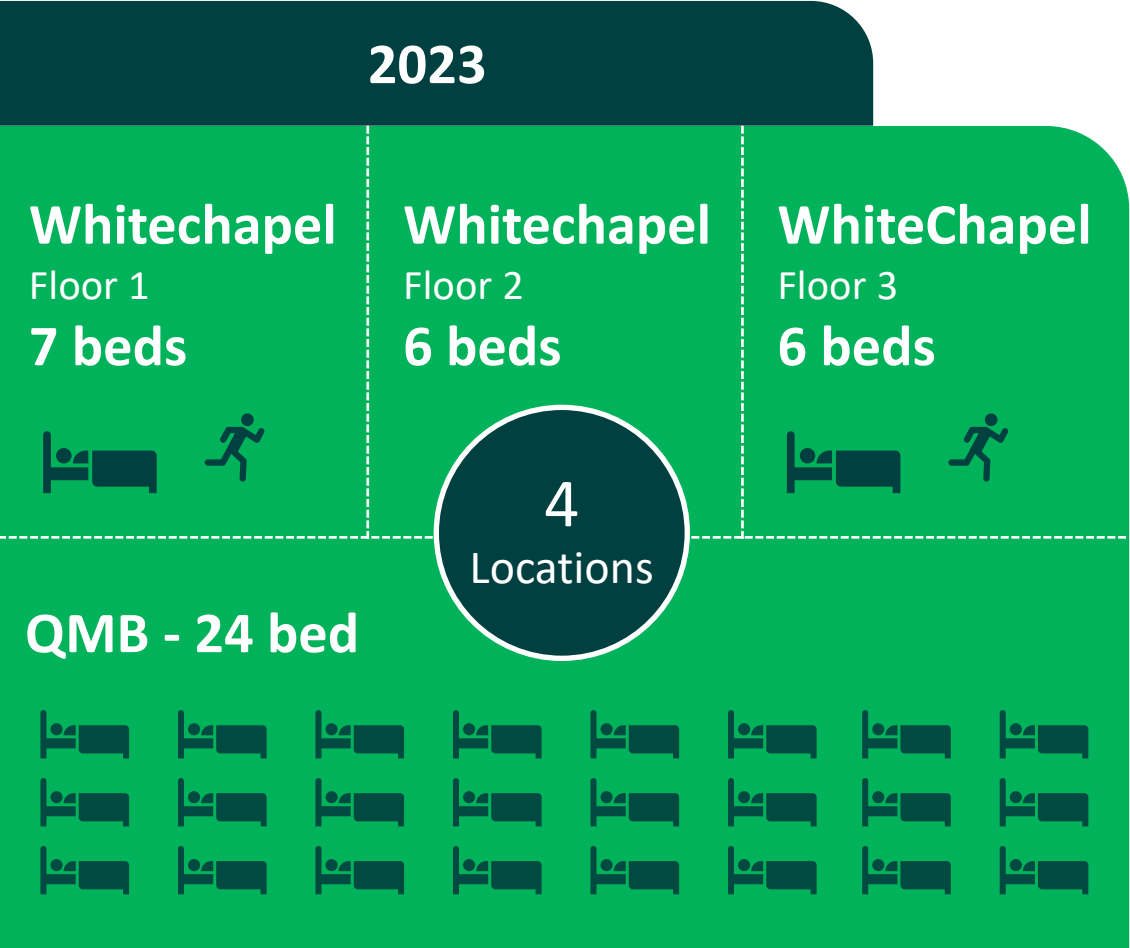 2023
Whitechapel
Floor 1
7 beds
Whitechapel
Floor 2
6 beds
WhiteChapel
Floor 3
6 beds
4
Locations
QMB - 24 bed